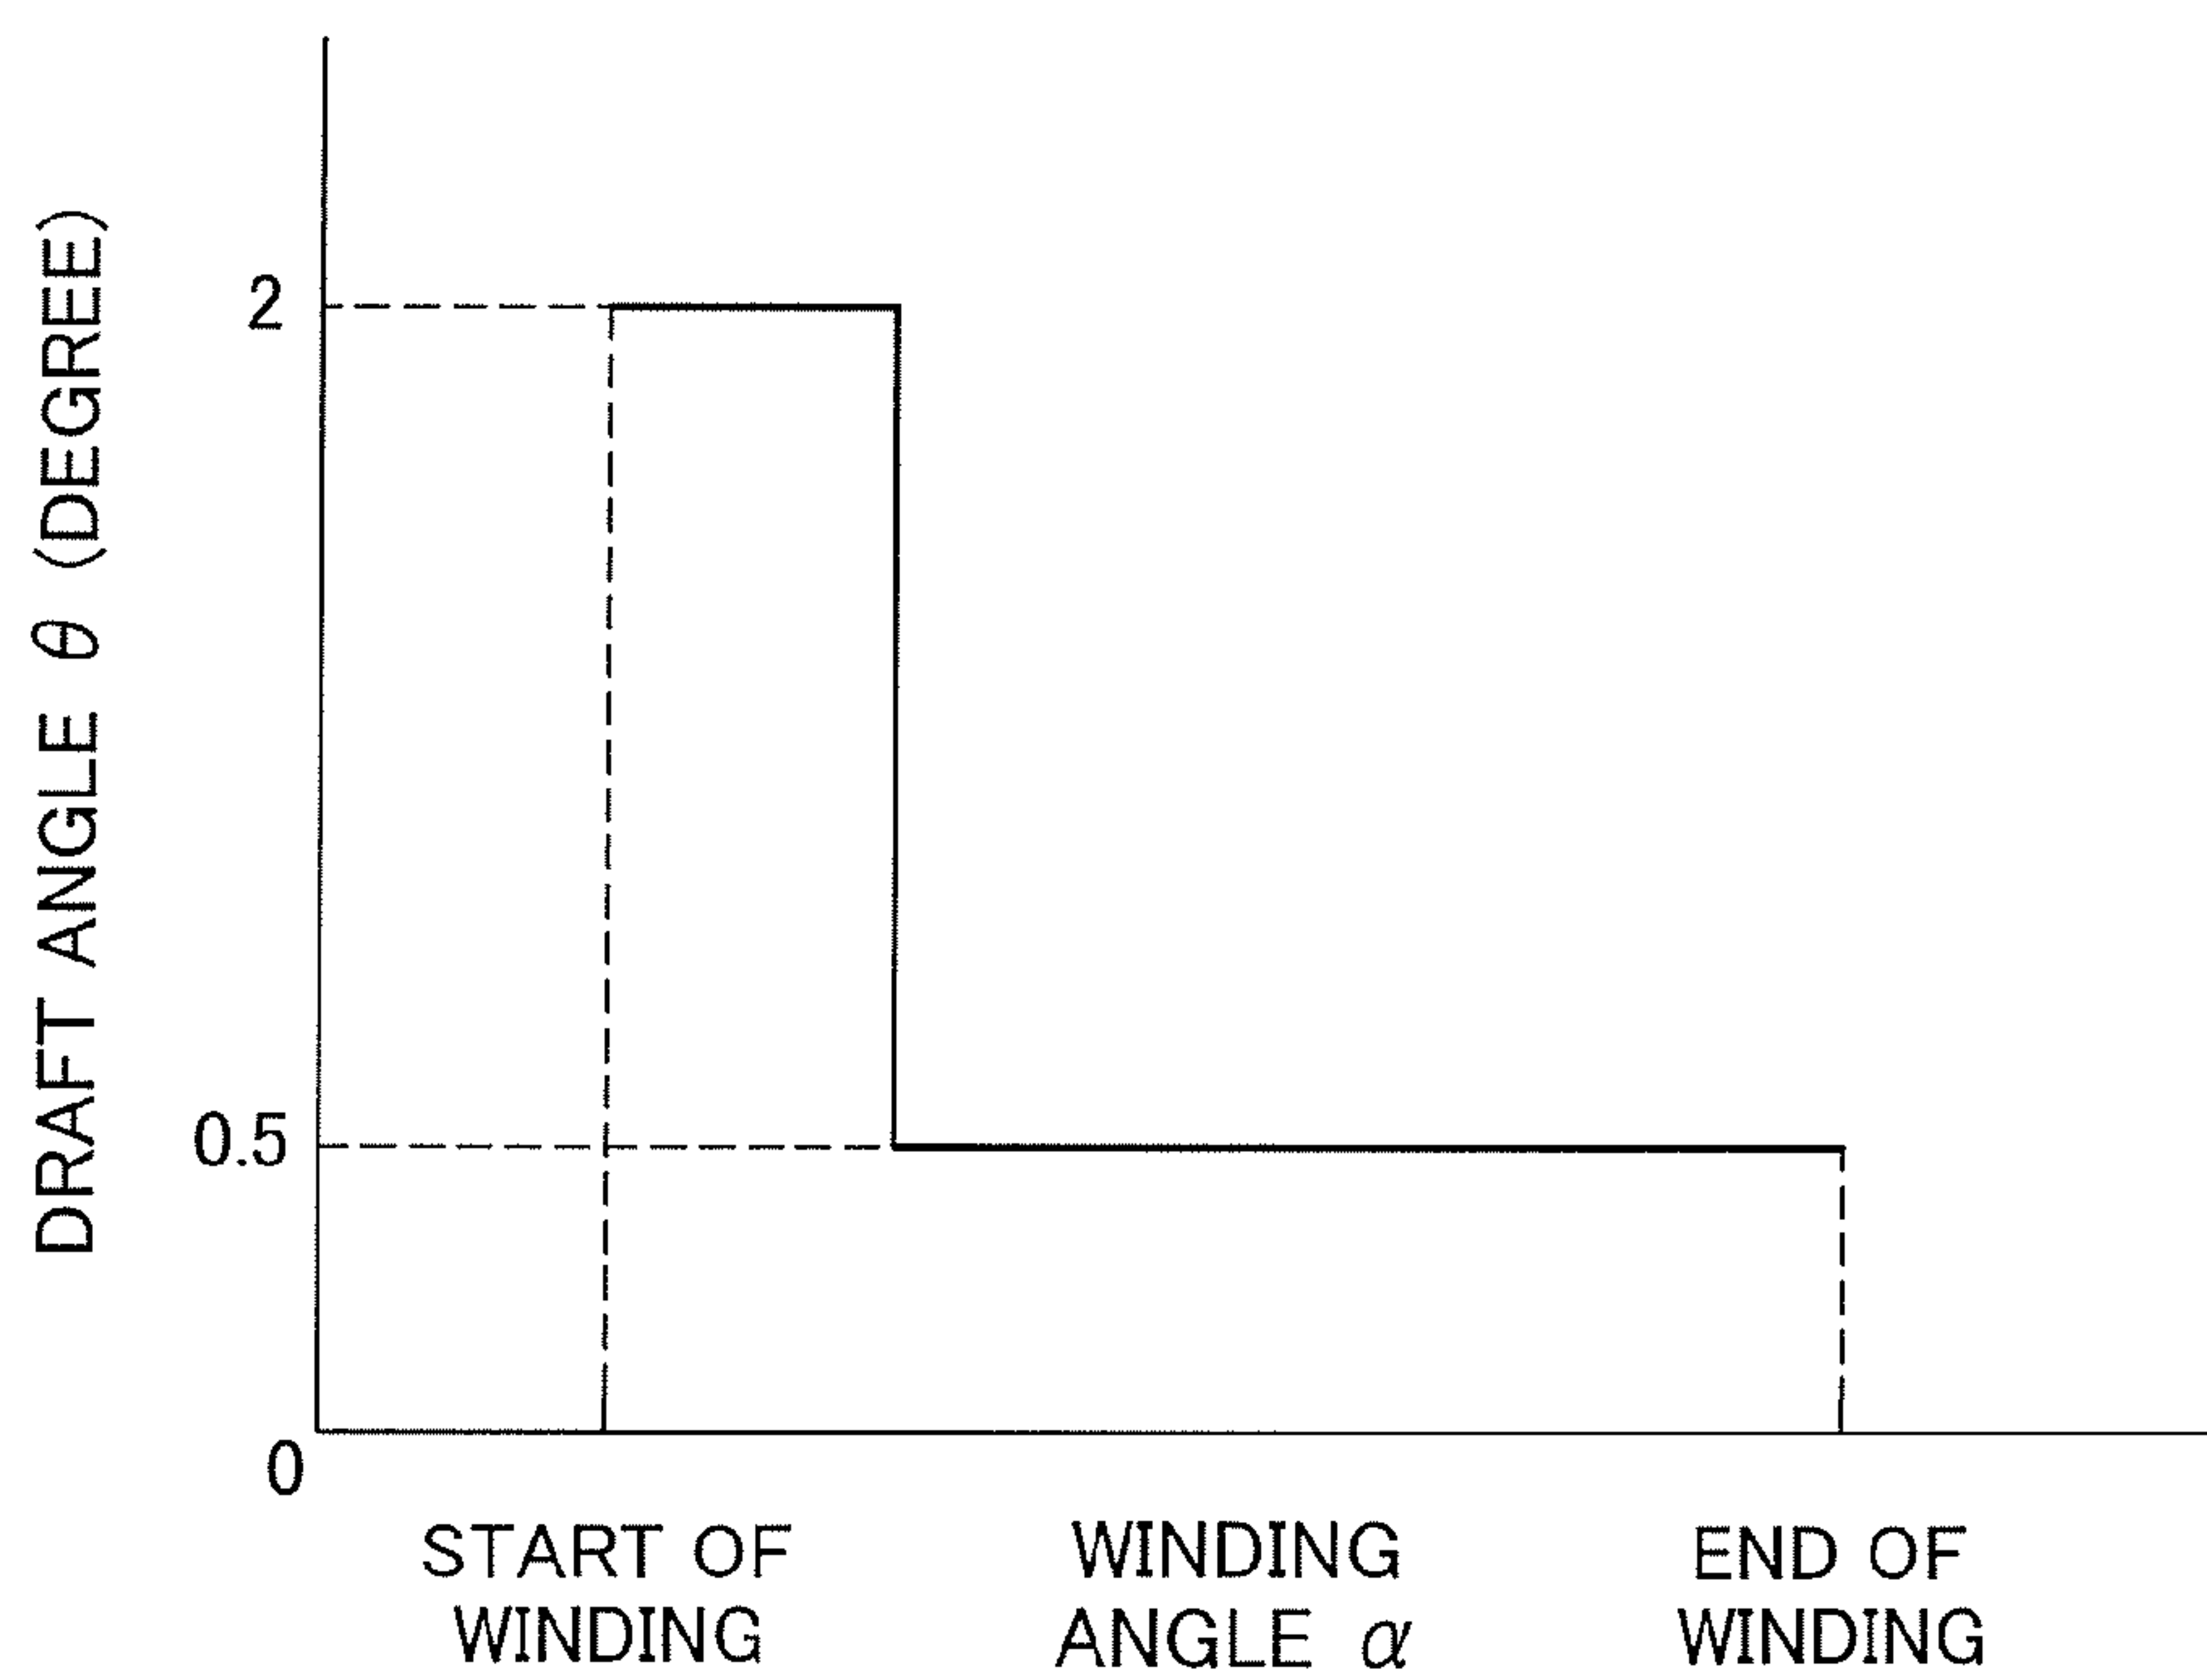 DRAFT ANGLE θ (DEGREE)
2
0.5
0
START OF
WINDING
WINDING
ANGLE α
END OF
WINDING